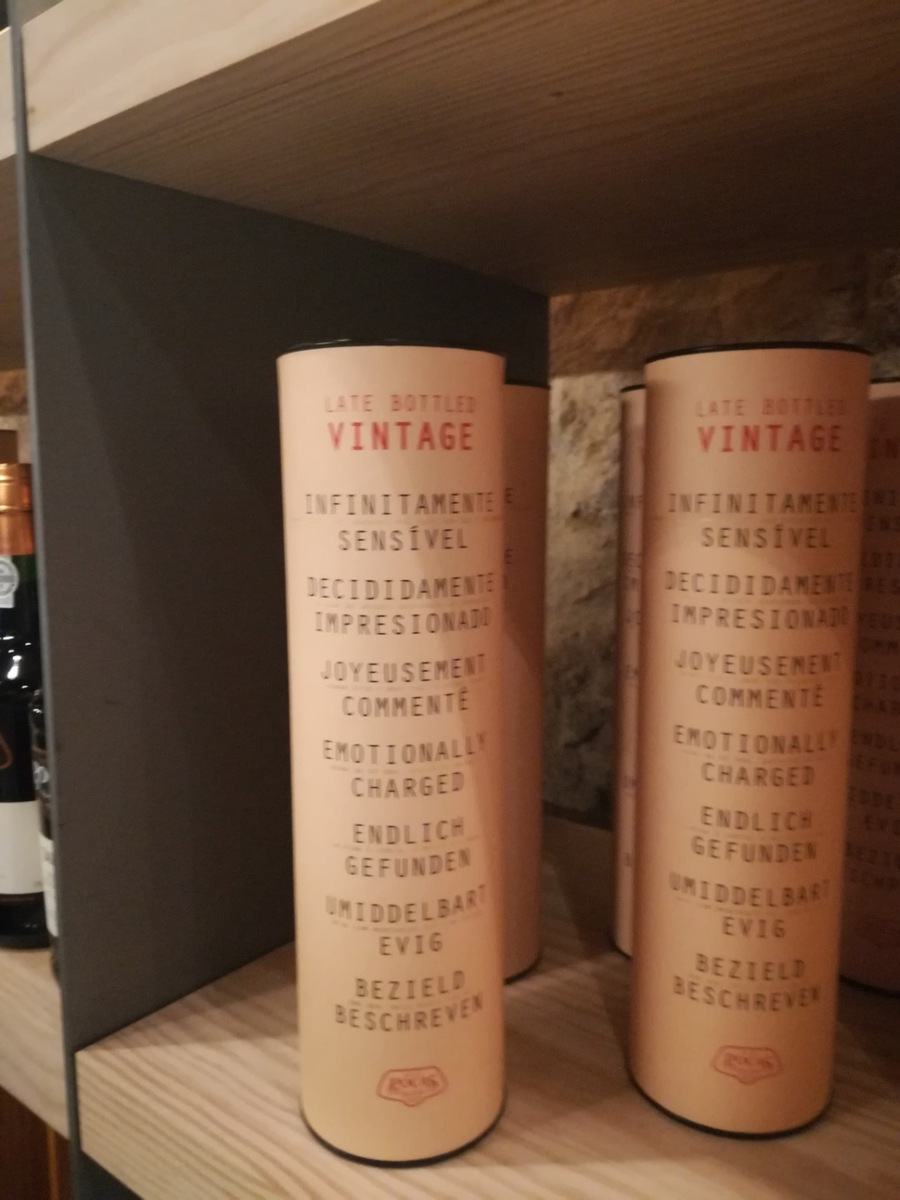 LATE BOTTLED
VINTAGE
INFINITAMENTE
SENSÍVEL
DECIDIDAMENTE
IMPRESIONADO
JOYEUSEMENT
COMMENTÉ
EMOTIONALLY
CHARGED
ENDLICH
GEFUNDEN
UMIDDELBART
EVIG
BEZIELD
BESCHREVEN
LATE BOTTLED
VINTAGE
INFINITAMENTE
SENSÍVEL
DECIDIDAMENTE
IMPRESIONADO
JOYEUSEMENT
COMMENTÉ
EMOTIONALLY
CHARGED
ENDLICH
GEFUNDEN
UMIDDELBART
EVIG
BEZIELD
BESCHREVEN